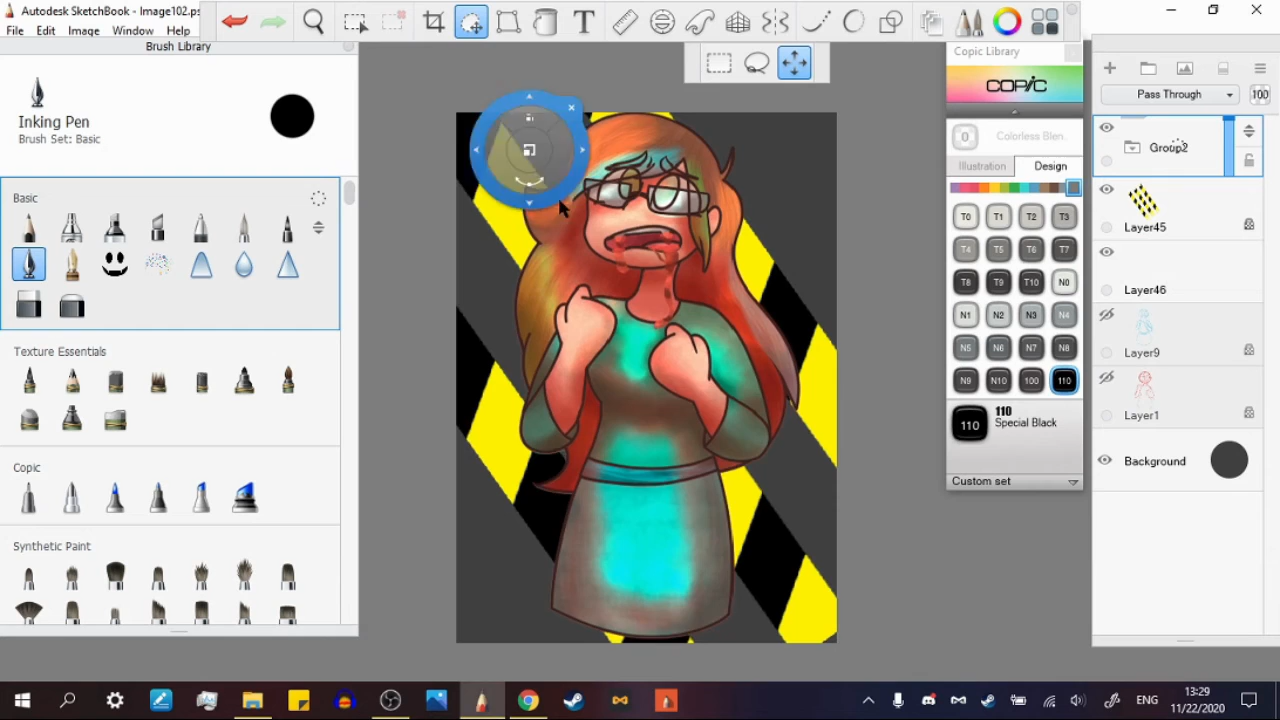 Autodesk SketchBook - Image102.ps
File Edit Image Window Help
Brush Library
Inking Pen
Brush Set: Basic
Basic
Texture Essentials
Copic
Synthetic Paint
T
Copic Library
COPIC
0 Colorless Blen.
Illustration Design
T0 T1 T2 T3
T4 T5 T6 T7
T8 T9 T10 N0
N1 N2 N3 N4
N5 N6 N7 N8
N9 N10 100 110
110
110
Special Black
Custom set
Pass Through 100
Group2
Layer45
Layer46
Layer9
Layer1
Background
ENG
13:29
11/22/2020